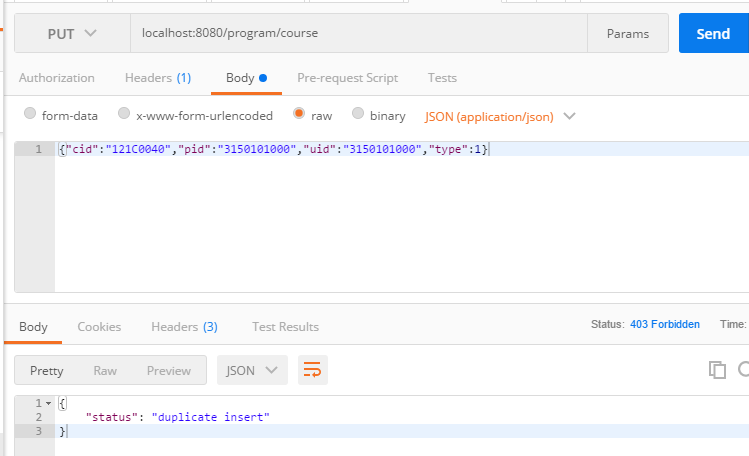 PUT localhost:8080/program/course Params Send
Authorization Headers (1) Body Pre-request Script Tests
form-data x-www-form-urlencoded raw binary JSON (application/json)
1 {"cid":"121C0040","pid":"3150101000","uid":"3150101000","type":1}
Body Cookies Headers (3) Test Results Status: 403 Forbidden Time:
Pretty Raw Preview JSON
1 {
2 "status": "duplicate insert"
3 }